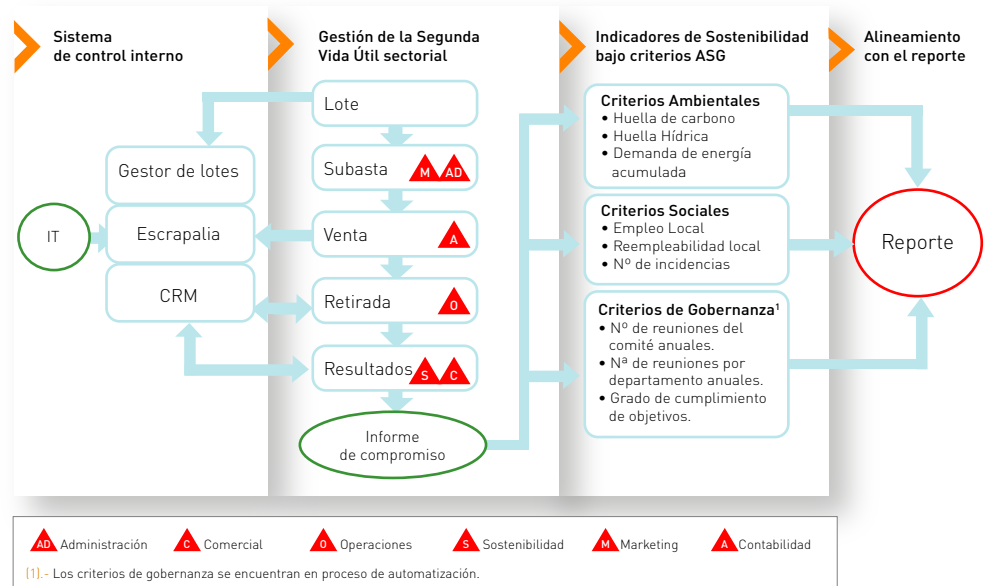 Sistema
de control interno
Gestión de la Segunda
Vida Útil sectorial
Indicadores de Sostenibilidad
bajo criterios ASG
Alineamiento
con el reporte
IT
Gestor de lotes
Escrapalia
CRM
Lote
Subasta
M
AD
Venta
A
Retirada
O
Resultados
S
C
Informe
de compromiso
Criterios Ambientales
• Huella de carbono
• Huella Hídrica
• Demanda de energía
acumulada
Criterios Sociales
• Empleo Local
• Reempleabilidad local
• Nº de incidencias
Criterios de Gobernanza¹
• Nº de reuniones del
comité anuales.
• Nª de reuniones por
departamento anuales.
• Grado de cumplimiento
de objetivos.
Reporte
AD Administración
C Comercial
O Operaciones
S Sostenibilidad
M Marketing
A Contabilidad
(1).- Los criterios de gobernanza se encuentran en proceso de automatización.